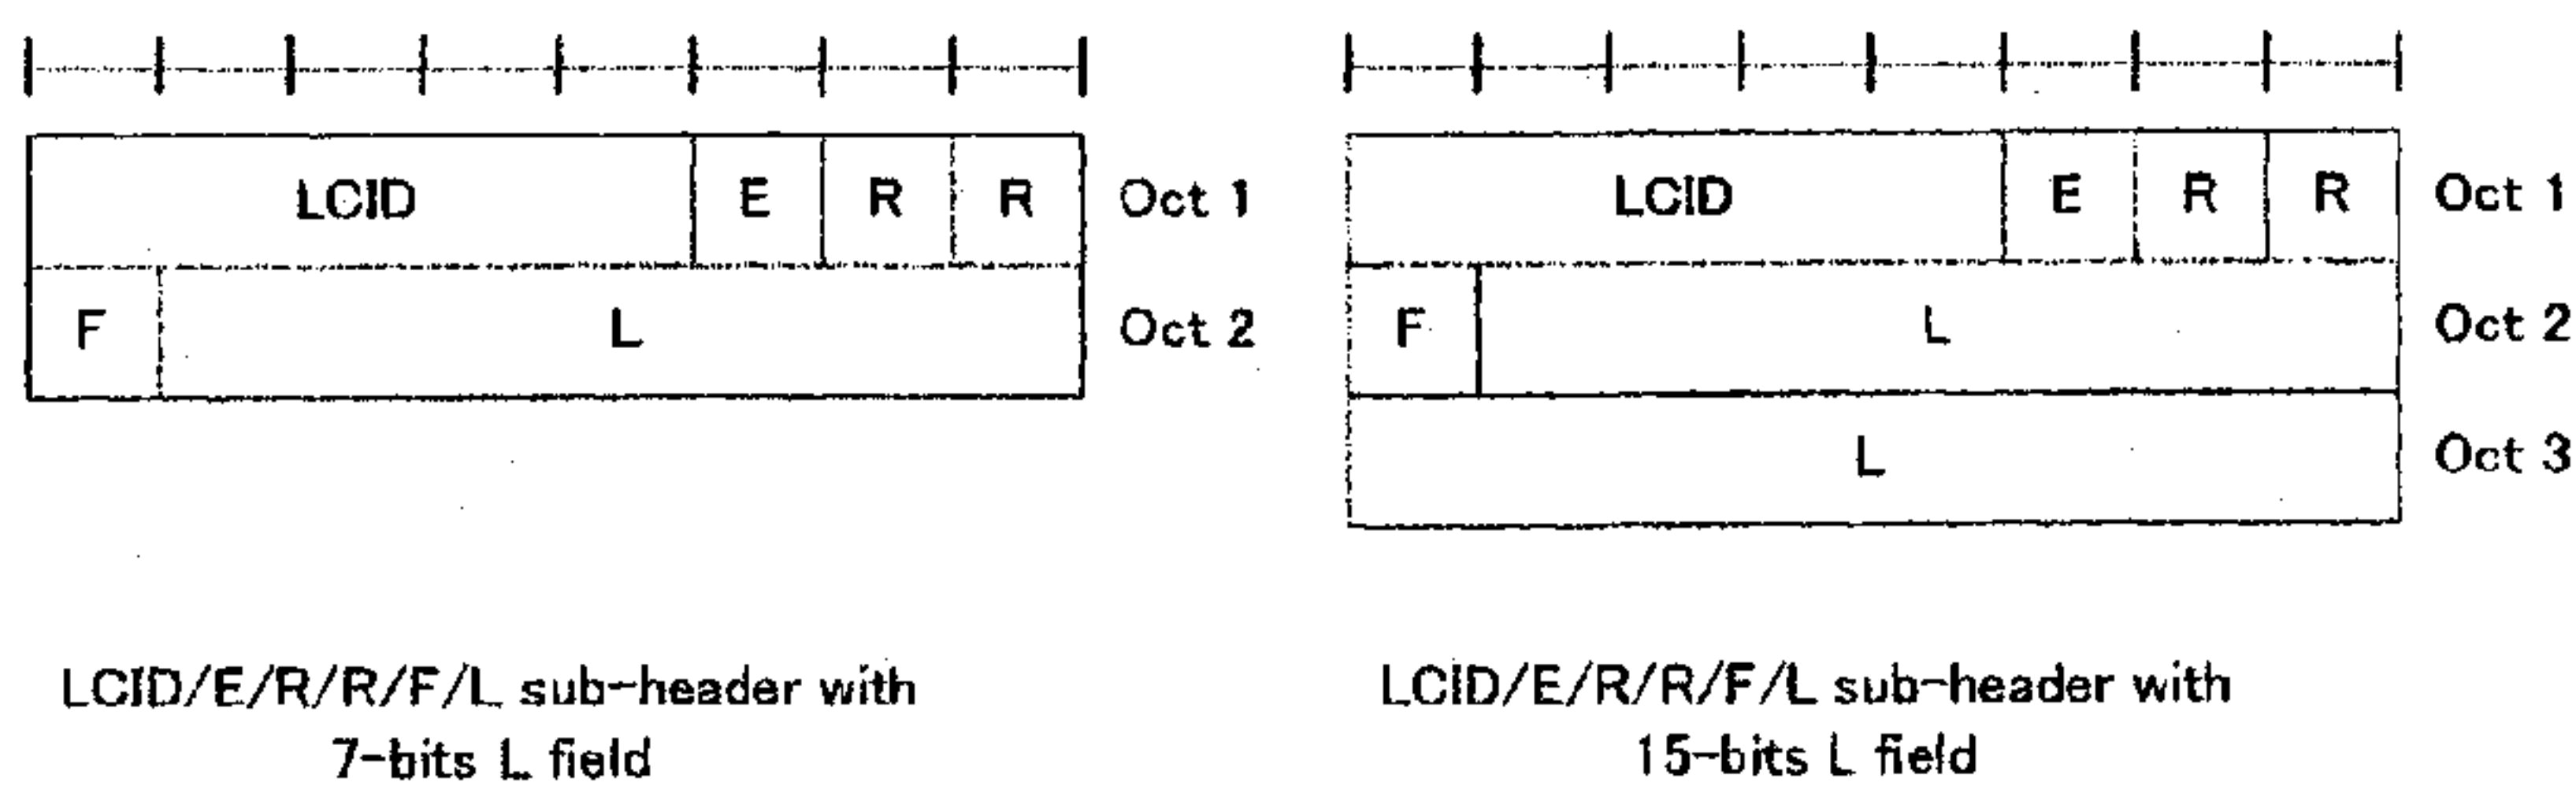 LCID E R R Oct 1
F L Oct 2
LCID/E/R/R/F/L sub-header with
7-bits L field
LCID E R R Oct 1
F L Oct 2
L Oct 3
LCID/E/R/R/F/L sub-header with
15-bits L field